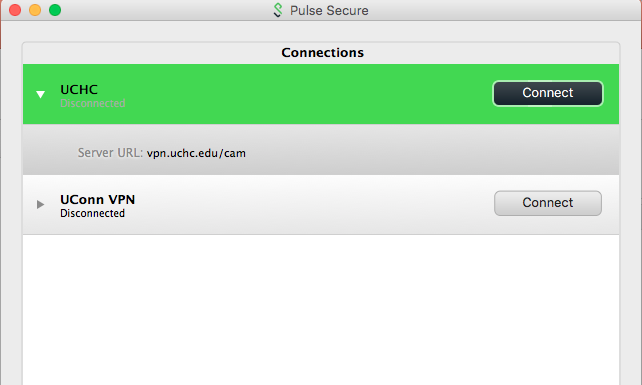 Pulse Secure
Connections
UCHC
Disconnected
Connect
Server URL: vpn.uchc.edu/cam
UConn VPN
Disconnected
Connect